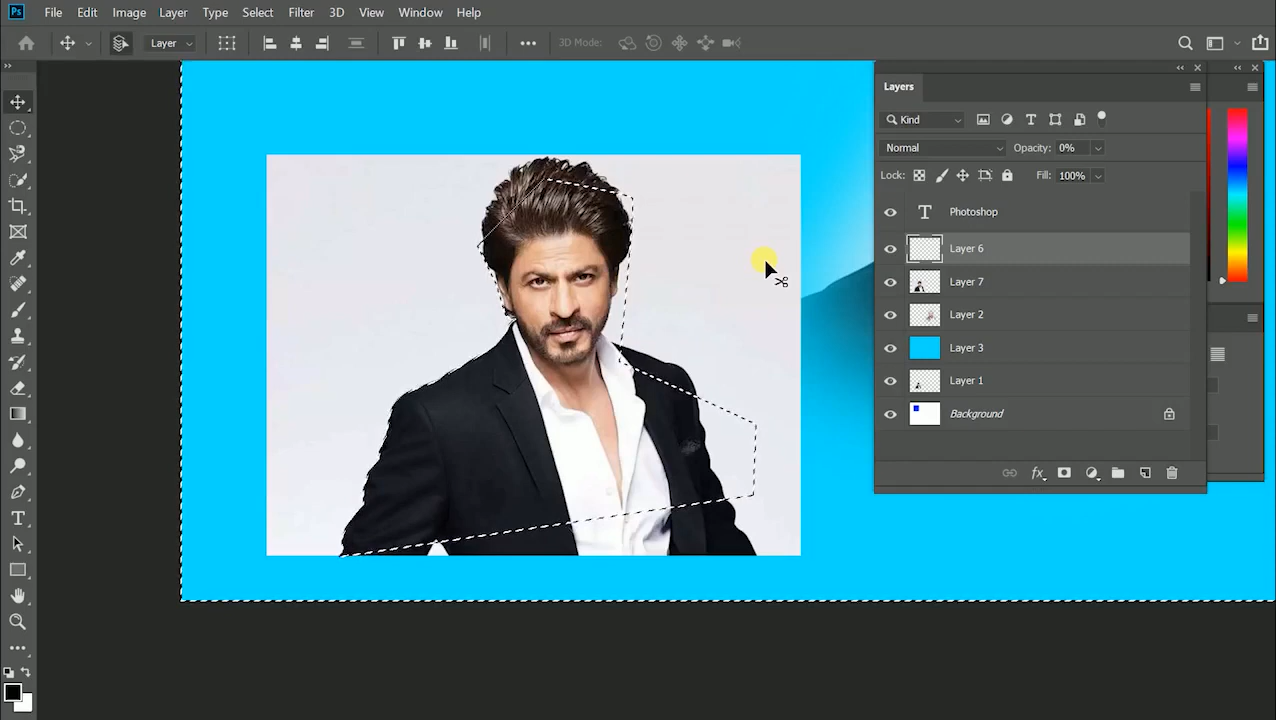 Ps File Edit Image Layer Type Select Filter 3D View Window Help
Layer 3D Mode:
Layers
Kind
Normal Opacity: 0%
Lock: Fill: 100%
Photoshop
Layer 6
Layer 7
Layer 2
Layer 3
Layer 1
Background